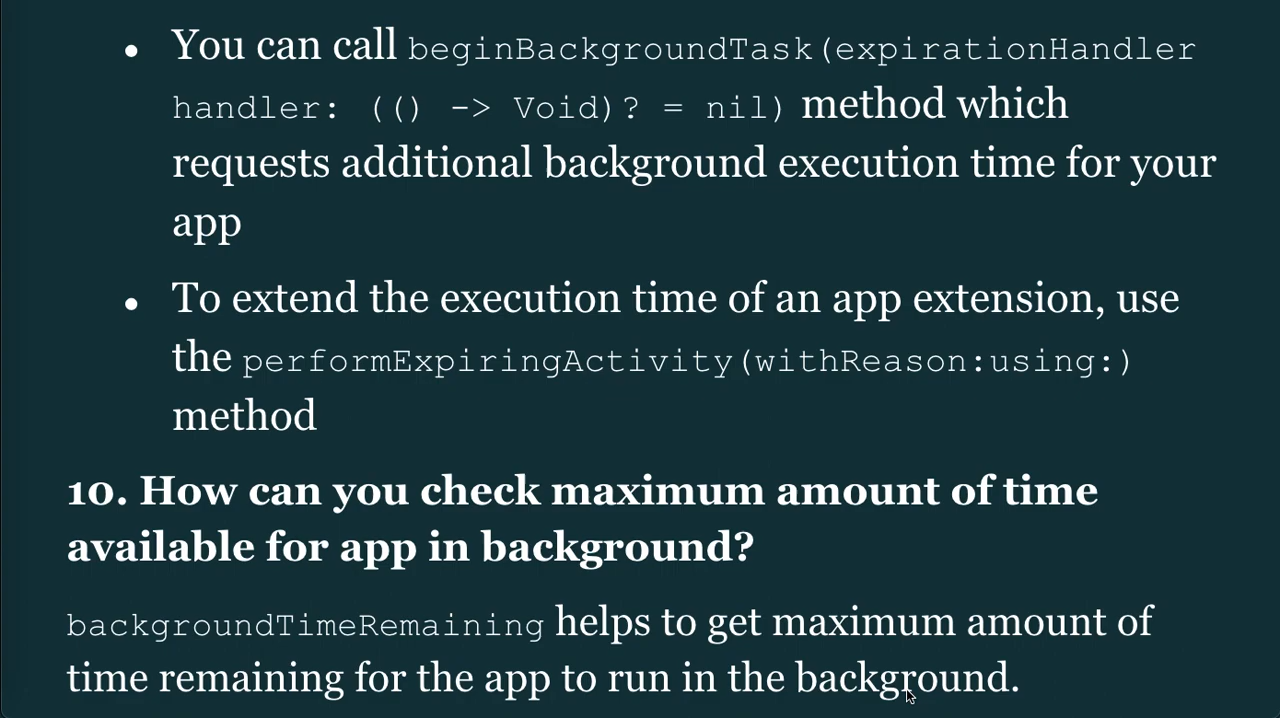 • You can call beginBackgroundTask(expirationHandler
handler: (() -> Void)? = nil) method which
requests additional background execution time for your
app
• To extend the execution time of an app extension, use
the performExpiringActivity(withReason:using:)
method
10. How can you check maximum amount of time
available for app in background?
backgroundTimeRemaining helps to get maximum amount of
time remaining for the app to run in the background.